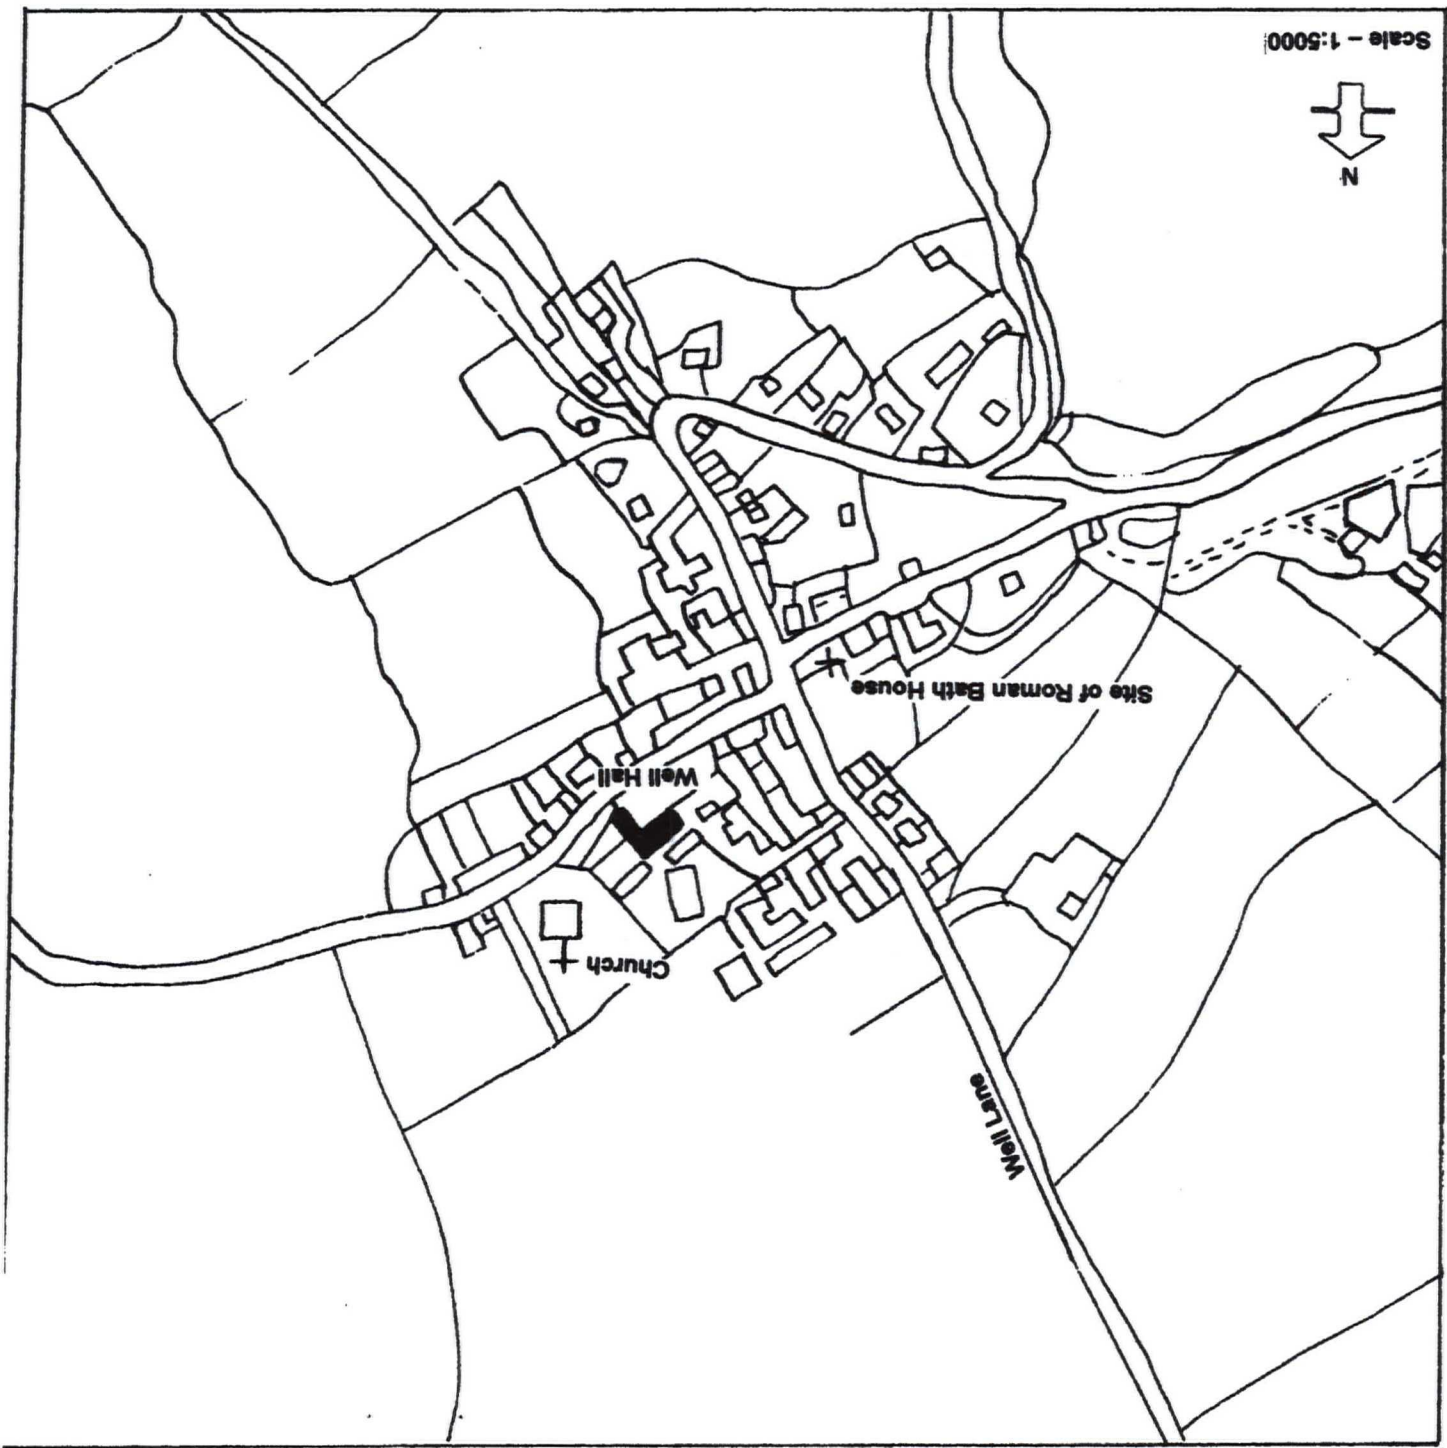 Well Lane
Church
Well Hall
Site of Roman Bath House
N
Scale – 1:5000